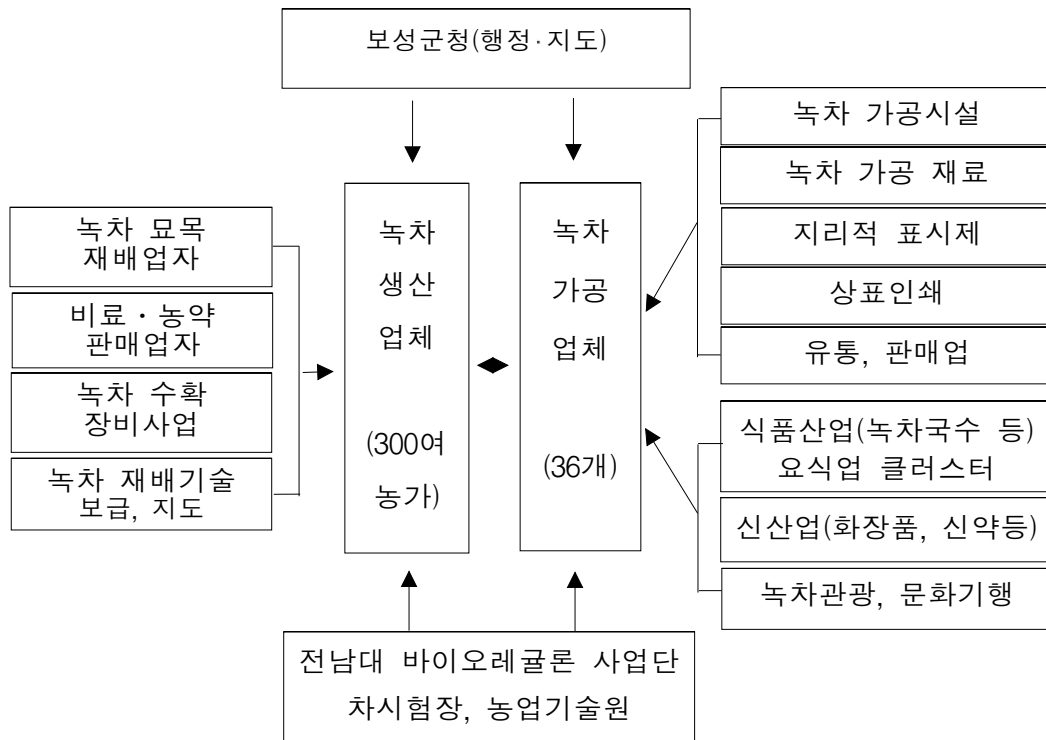 보성군청(행정·지도)
녹차 묘목
재배업자
비료·농약
판매업자
녹차 수확
장비사업
녹차 재배기술
보급, 지도
녹차
생산
업체
(300여
농가)
녹차
가공
업체
(36개)
녹차 가공시설
녹차 가공 재료
지리적 표시제
상표인쇄
유통, 판매업
식품산업(녹차국수 등)
요식업 클러스터
신산업(화장품, 신약등)
녹차관광, 문화기행
전남대 바이오레귤론 사업단
차시험장, 농업기술원